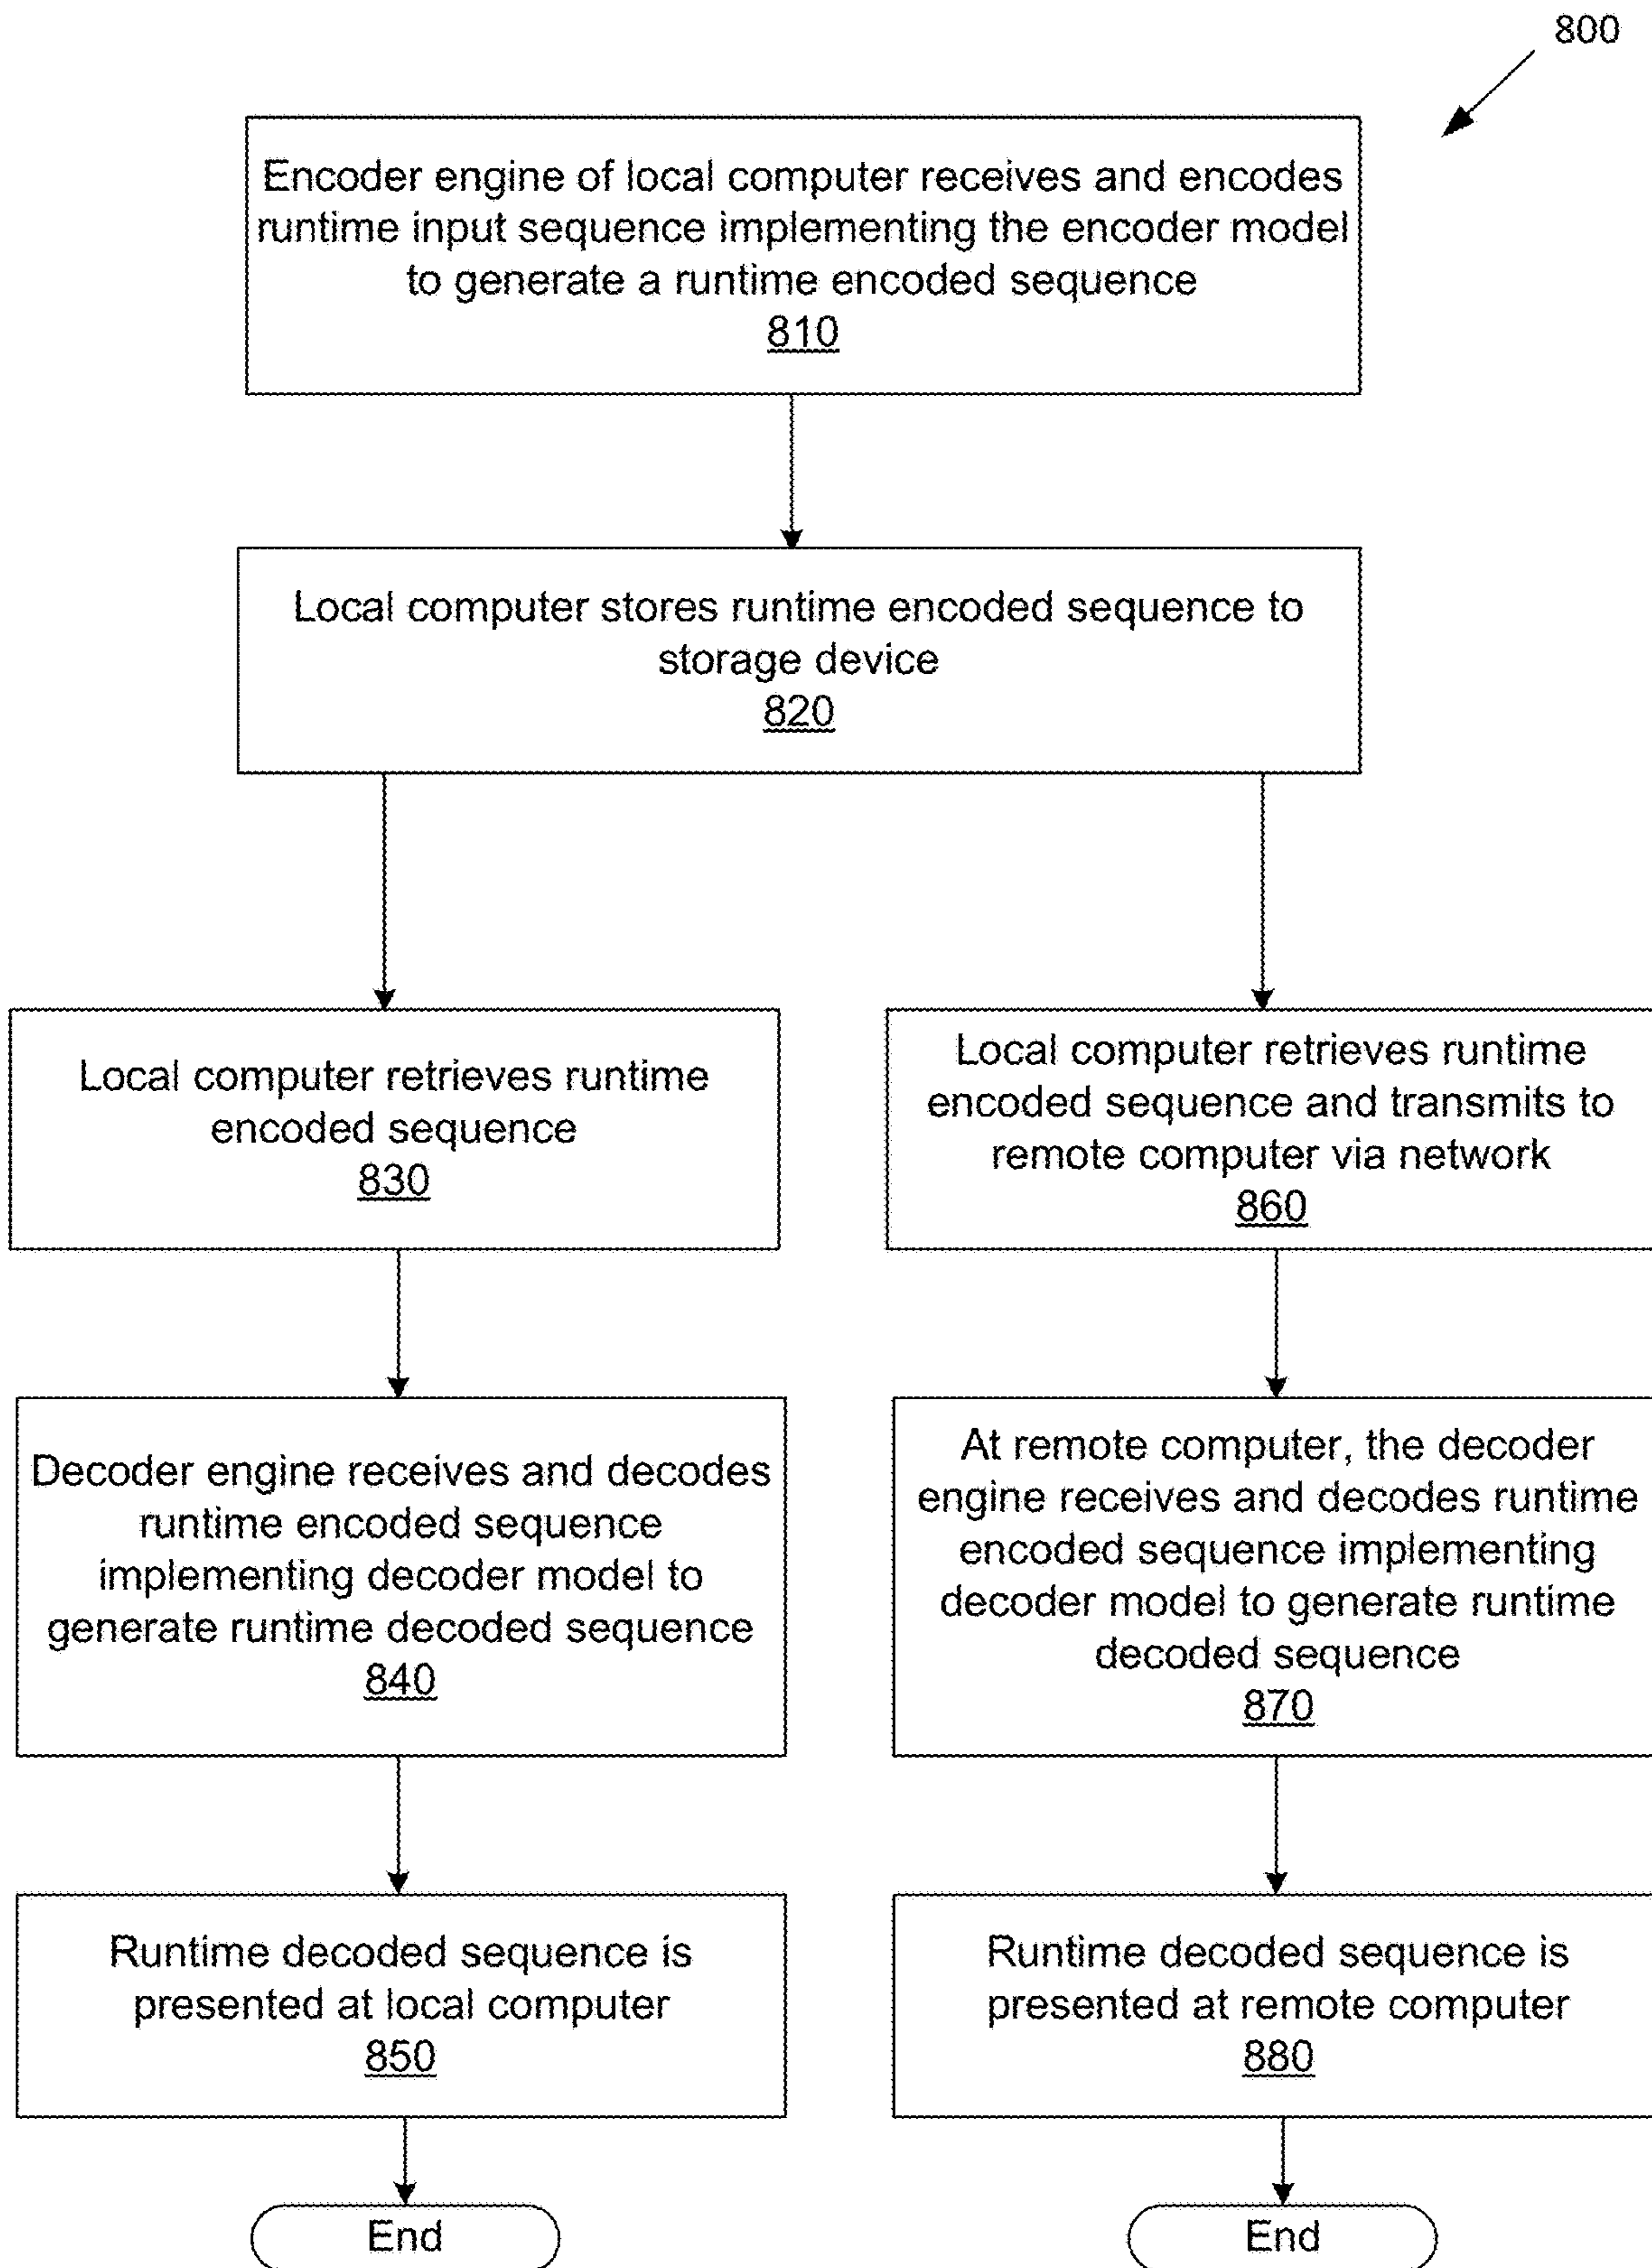 800
Encoder engine of local computer receives and encodes
runtime input sequence implementing the encoder model
to generate a runtime encoded sequence
810
Local computer stores runtime encoded sequence to
storage device
820
Local computer retrieves runtime
encoded sequence
830
Local computer retrieves runtime
encoded sequence and transmits to
remote computer via network
860
Decoder engine receives and decodes
runtime encoded sequence
implementing decoder model to
generate runtime decoded sequence
840
At remote computer, the decoder
engine receives and decodes runtime
encoded sequence implementing
decoder model to generate runtime
decoded sequence
870
Runtime decoded sequence is
presented at local computer
850
Runtime decoded sequence is
presented at remote computer
880
End
End